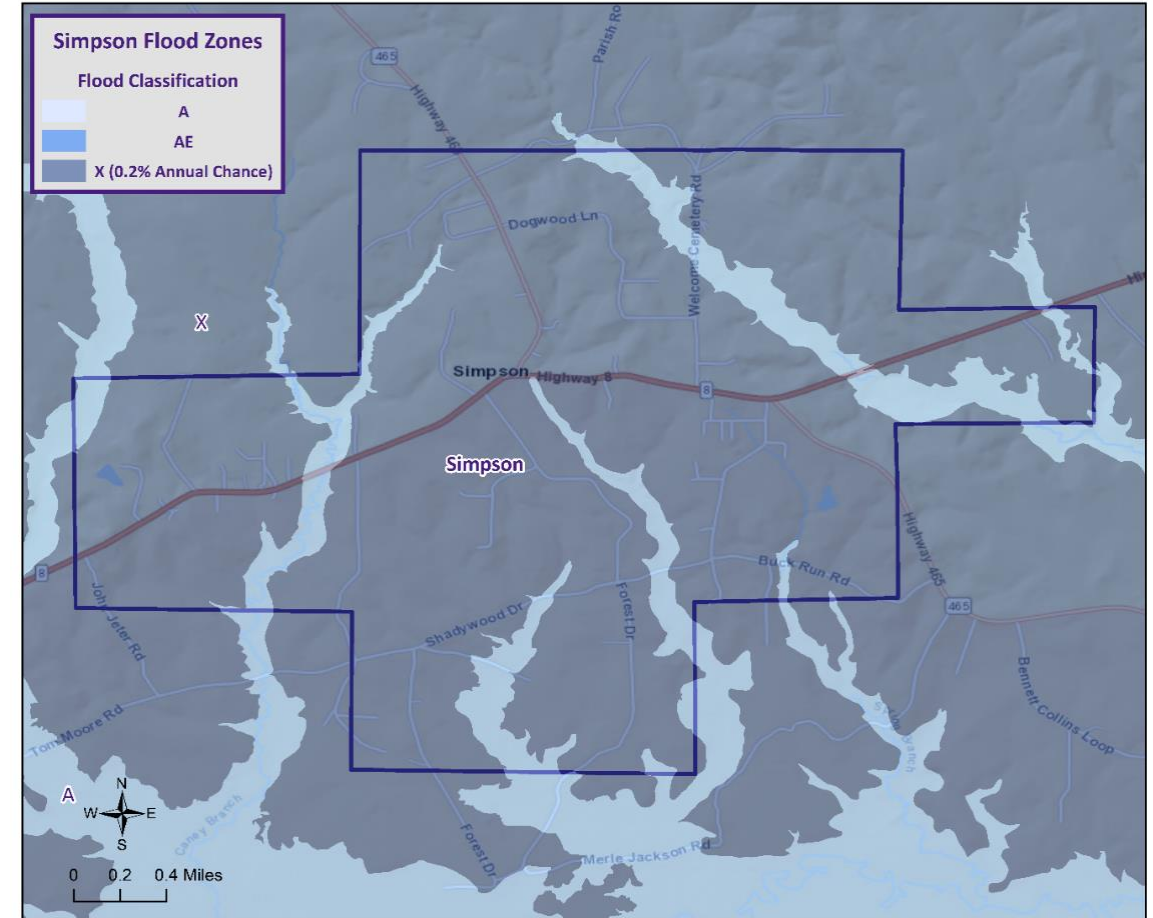 Simpson Flood Zones
Flood Classification
A
AE
X (0.2% Annual Chance)
465
Highway 465
Parish Ro
Dogwood Ln
Welcome Cemetery Rd
X
Simpson
Highway 8
8
Simpson
8
John Jeter Rd
Buck Run Rd
Highway 465
465
Shadywood Dr
Forest Dr
Bennett Collins Loop
Tom Moore Rd
A
N
W
E
S
Caney Branch
Forest Dr
Merle Jackson Rd
0 0.2 0.4 Miles